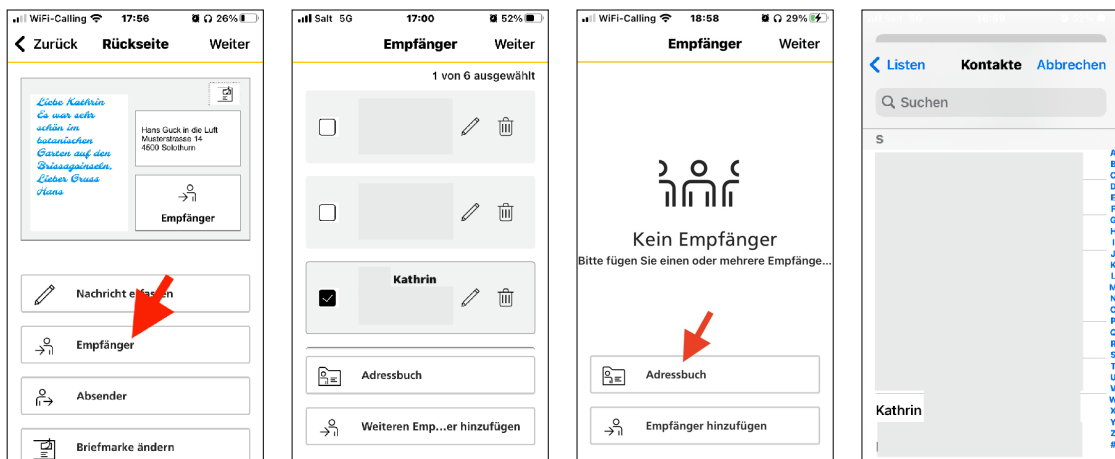 WiFi-Calling 17:56 26%
Zurück Rückseite Weiter
Liebe Kathrin
Es war sehr
schön im
botanischen
Garten auf den
Brissagoinseln.
Lieber Gruss
Hans
Hans Guck in die Luft
Musterstrasse 14
4500 Solothurn
Empfänger
Nachricht erfassen
Empfänger
Absender
Briefmarke ändern
Salt 5G 17:00 52%
Empfänger Weiter
1 von 6 ausgewählt
Kathrin
Adressbuch
Weiteren Emp...er hinzufügen
WiFi-Calling 18:58 29%
Empfänger Weiter
Kein Empfänger
Bitte fügen Sie einen oder mehrere Empfänge...
Adressbuch
Empfänger hinzufügen
Listen Kontakte Abbrechen
Suchen
S
Kathrin
A
B
C
D
E
F
G
H
I
J
K
L
M
N
O
P
Q
R
S
T
U
V
W
X
Y
Z
#